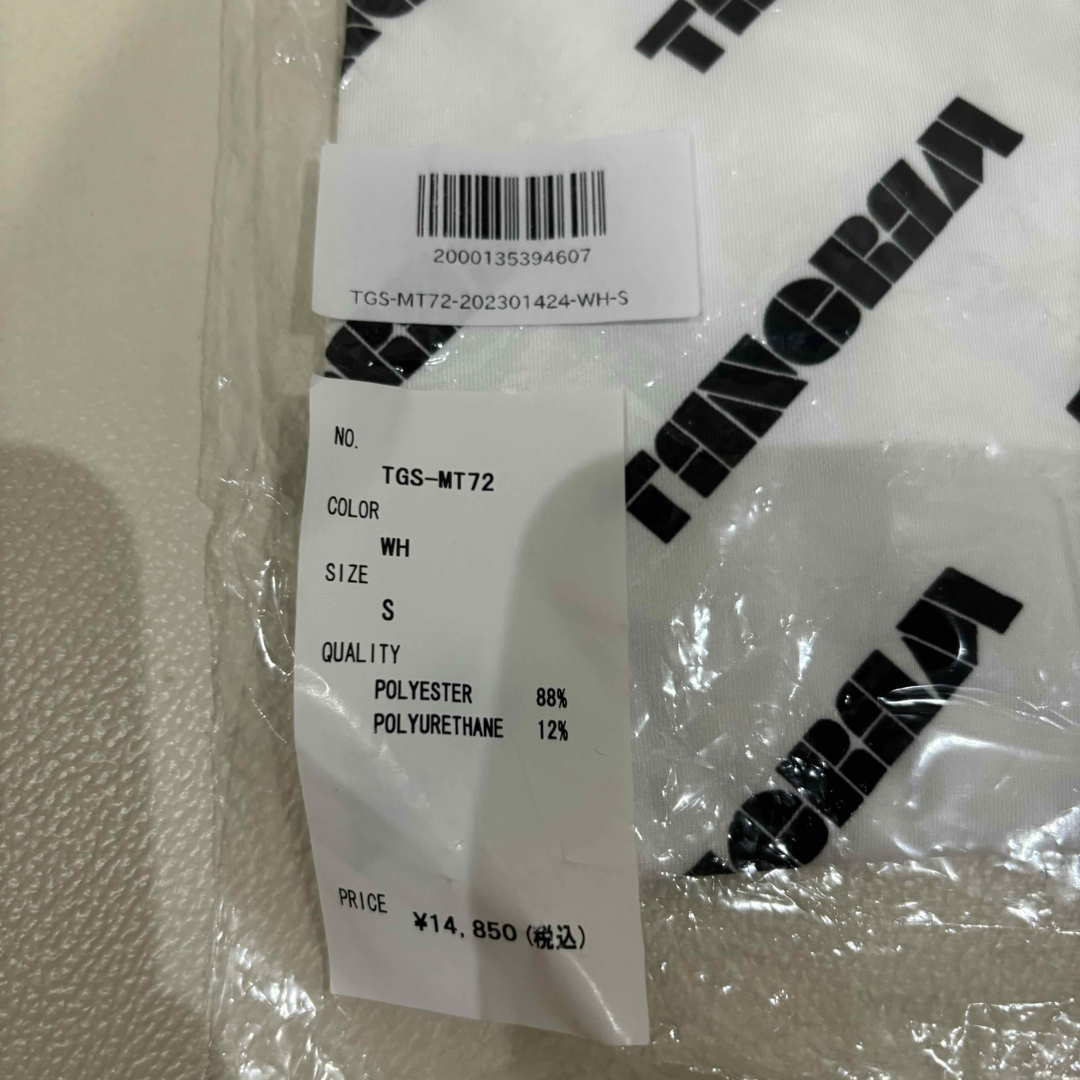 TANGRAM
2000135394607
TGS-MT72-202301424-WH-S
NO.
TGS-MT72
COLOR
WH
SIZE
S
QUALITY
POLYESTER 88%
POLYURETHANE 12%
PRICE
¥14,850(税込)